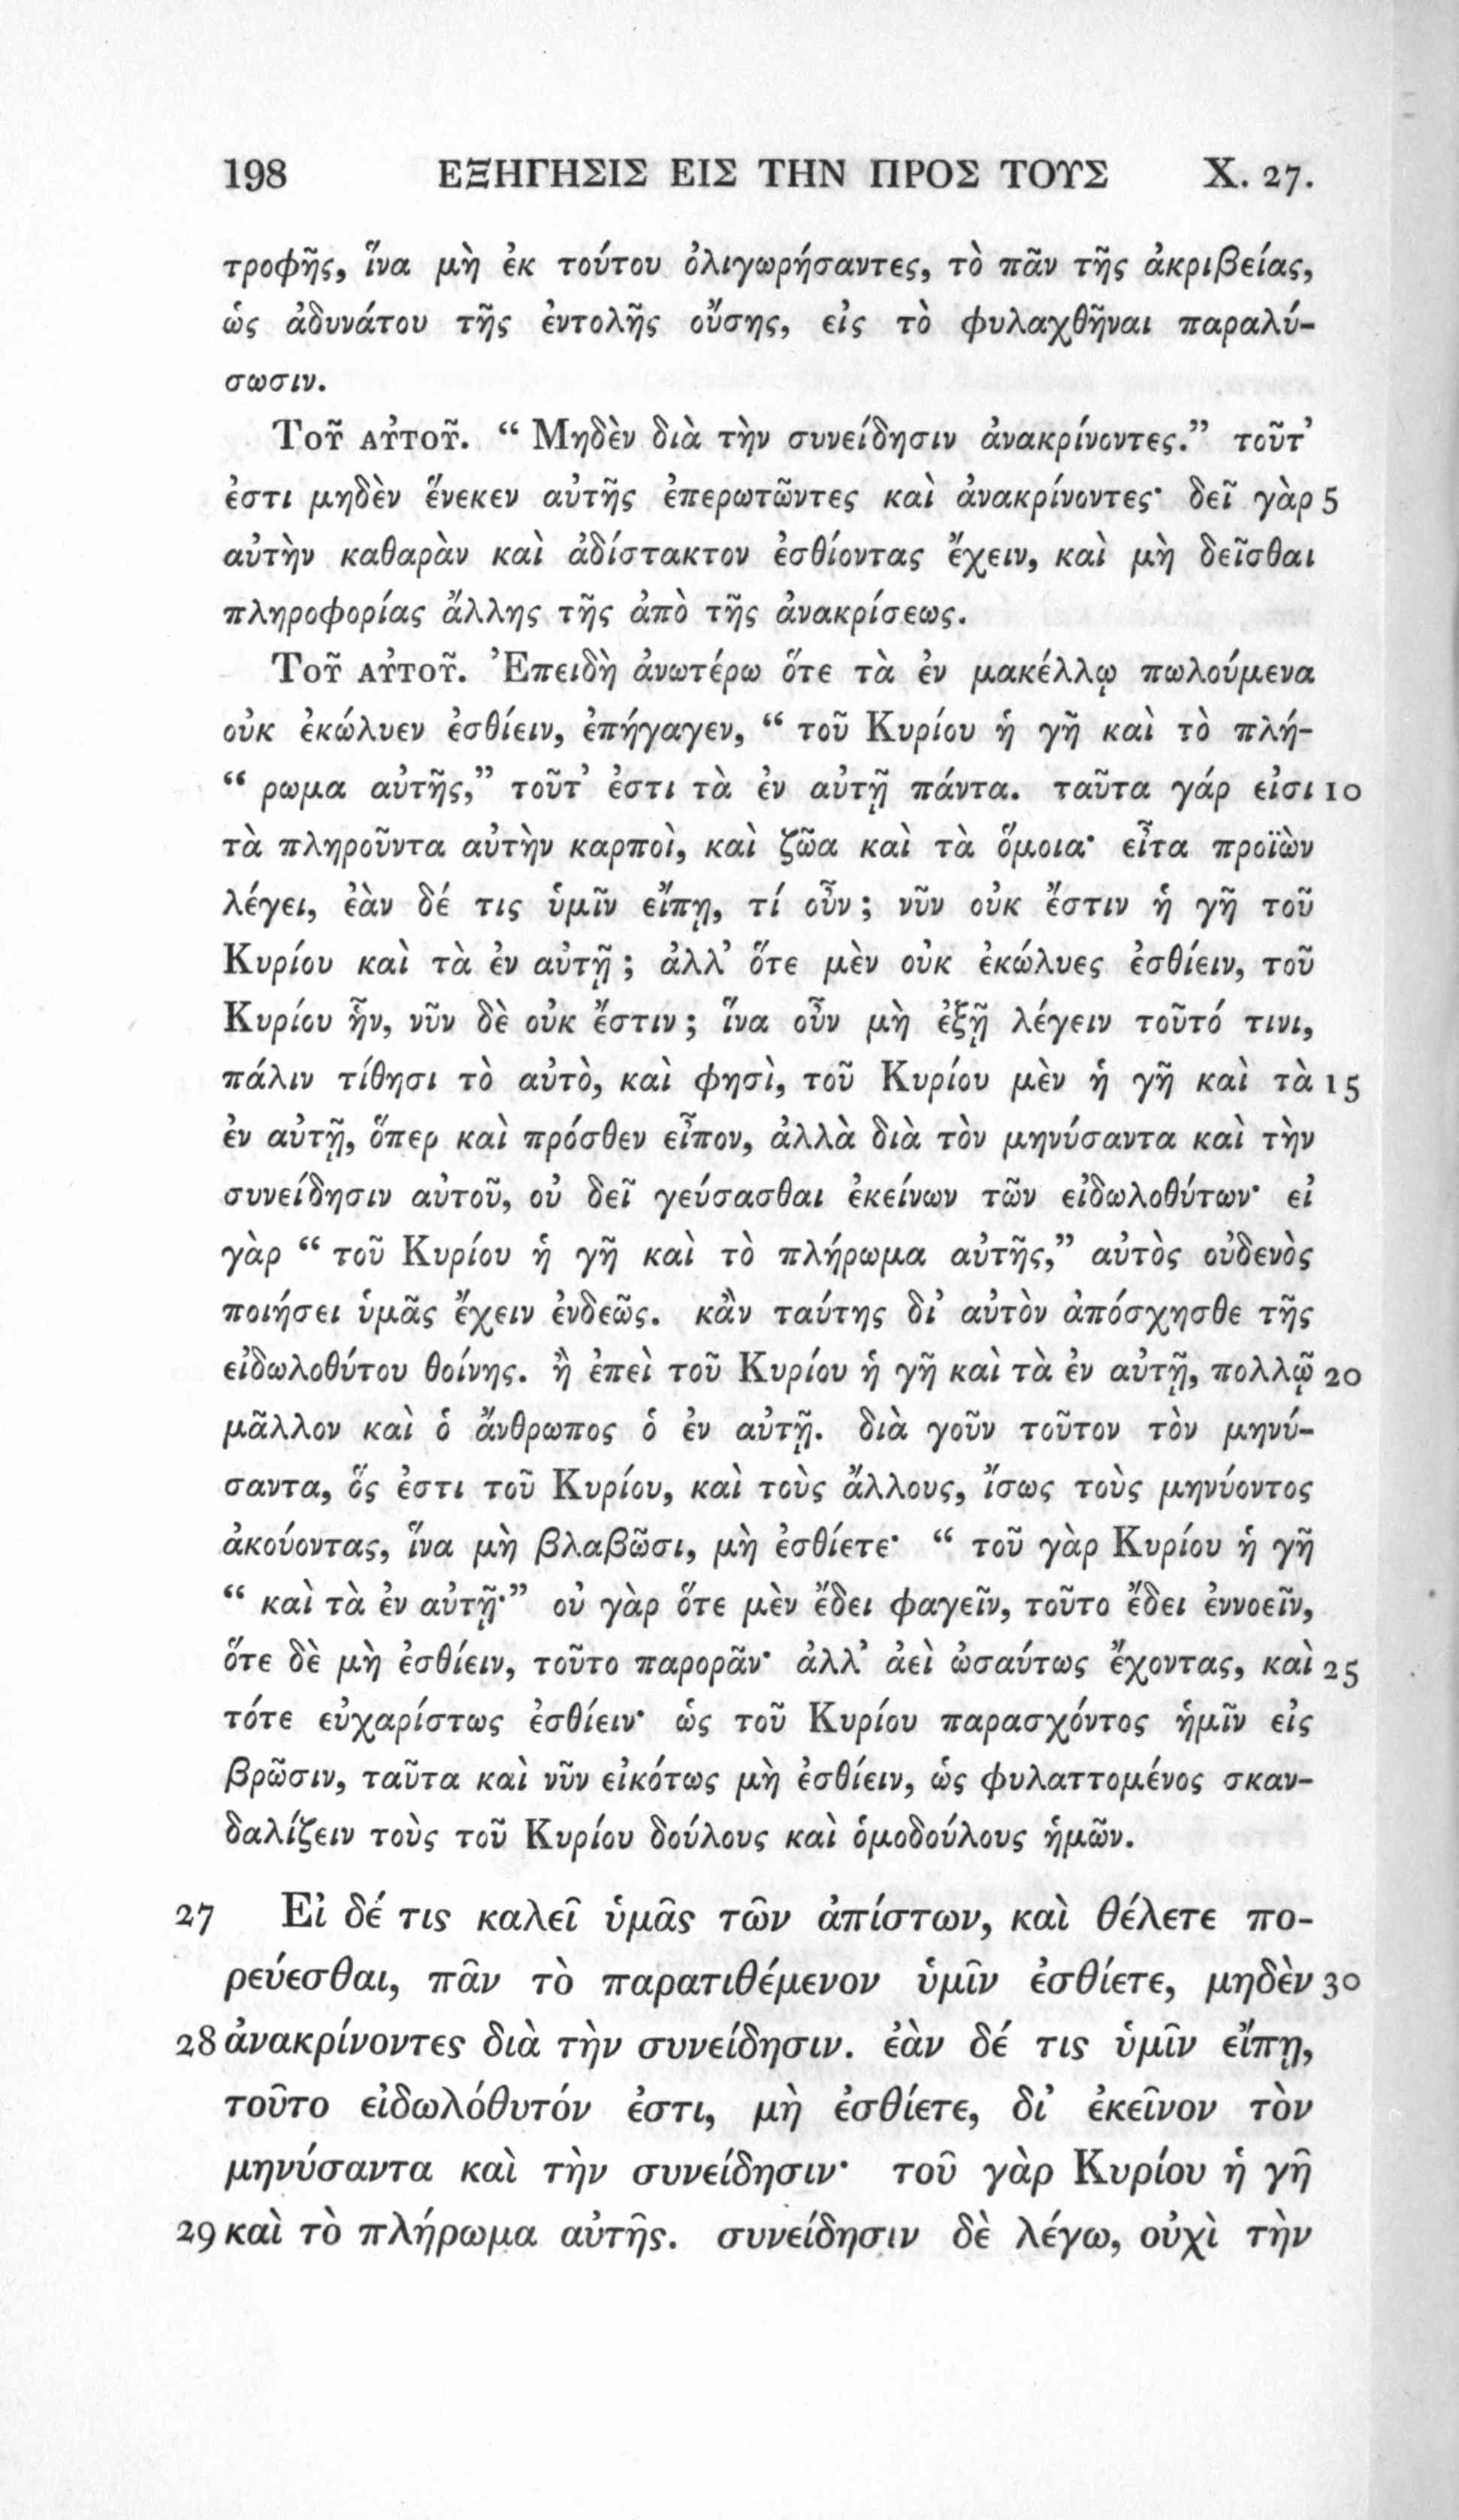 198 ΕΞΗΓΗΣΙΣ ΕΙΣ ΤΗΝ ΠΡΟΣ ΤΟΥΣ Χ. 27.
τροφῆς, ἵνα μὴ ἐκ τούτου ὀλιγωρήσαντες, τὸ πᾶν τῆς ἀκριβείας,
ὡς ἀδυνάτου τῆς ἐντολῆς οὔσης, εἰς τὸ φυλαχθῆναι παραλύ-
σωσιν.
Τοῦ αὐτοῦ. “ Μηδὲν διὰ τὴν συνείδησιν ἀνακρίνοντες.” τοῦτ’
ἐστι μηδὲν ἕνεκεν αὐτῆς ἐπερωτῶντες καὶ ἀνακρίνοντες· δεῖ γὰρ 5
αὐτὴν καθαρὰν καὶ ἀδίστακτον ἐσθίοντας ἔχειν, καὶ μὴ δεῖσθαι
πληροφορίας ἄλλης τῆς ἀπὸ τῆς ἀνακρίσεως.
Τοῦ αὐτοῦ. Ἐπειδὴ ἀνωτέρω ὅτε τὰ ἐν μακέλλῳ πωλούμενα
οὐκ ἐκώλυεν ἐσθίειν, ἐπήγαγεν, “ τοῦ Κυρίου ἡ γῆ καὶ τὸ πλή-
“ ρωμα αὐτῆς,” τοῦτ’ ἐστι τὰ ἐν αὐτῇ πάντα. ταῦτα γάρ εἰσι 10
τὰ πληροῦντα αὐτὴν καρποὶ, καὶ ζῶα καὶ τὰ ὅμοια· εἶτα προϊὼν
λέγει, ἐὰν δέ τις ὑμῖν εἴπῃ, τί οὖν ; νῦν οὐκ ἔστιν ἡ γῆ τοῦ
Κυρίου καὶ τὰ ἐν αὐτῇ ; ἀλλ’ ὅτε μὲν οὐκ ἐκώλυες ἐσθίειν, τοῦ
Κυρίου ἦν, νῦν δὲ οὐκ ἔστιν ; ἵνα οὖν μὴ ἐξῇ λέγειν τοῦτό τινι,
πάλιν τίθησι τὸ αὐτὸ, καὶ φησὶ, τοῦ Κυρίου μὲν ἡ γῆ καὶ τὰ 15
ἐν αὐτῇ, ὅπερ καὶ πρόσθεν εἶπον, ἀλλὰ διὰ τὸν μηνύσαντα καὶ τὴν
συνείδησιν αὐτοῦ, οὐ δεῖ γεύσασθαι ἐκείνων τῶν εἰδωλοθύτων· εἰ
γὰρ “ τοῦ Κυρίου ἡ γῆ καὶ τὸ πλήρωμα αὐτῆς,” αὐτὸς οὐδενὸς
ποιήσει ὑμᾶς ἔχειν ἐνδεῶς. κἂν ταύτης δι’ αὐτὸν ἀπόσχησθε τῆς
εἰδωλοθύτου θοίνης. ἢ ἐπεὶ τοῦ Κυρίου ἡ γῆ καὶ τὰ ἐν αὐτῇ, πολλῷ 20
μᾶλλον καὶ ὁ ἄνθρωπος ὁ ἐν αὐτῇ. διὰ γοῦν τοῦτον τὸν μηνύ-
σαντα, ὅς ἐστι τοῦ Κυρίου, καὶ τοὺς ἄλλους, ἴσως τοὺς μηνύοντος
ἀκούοντας, ἵνα μὴ βλαβῶσι, μὴ ἐσθίετε· “ τοῦ γὰρ Κυρίου ἡ γῆ
“ καὶ τὰ ἐν αὐτῇ·” οὐ γὰρ ὅτε μὲν ἔδει φαγεῖν, τοῦτο ἔδει ἐννοεῖν,
ὅτε δὲ μὴ ἐσθίειν, τοῦτο παρορᾶν· ἀλλ’ ἀεὶ ὡσαύτως ἔχοντας, καὶ 25
τότε εὐχαρίστως ἐσθίειν· ὡς τοῦ Κυρίου παρασχόντος ἡμῖν εἰς
βρῶσιν, ταῦτα καὶ νῦν εἰκότως μὴ ἐσθίειν, ὡς φυλαττομένος σκαν-
δαλίζειν τοὺς τοῦ Κυρίου δούλους καὶ ὁμοδούλους ἡμῶν.
27 Εἰ δέ τις καλεῖ ὑμᾶς τῶν ἀπίστων, καὶ θέλετε πο-
ρεύεσθαι, πᾶν τὸ παρατιθέμενον ὑμῖν ἐσθίετε, μηδὲν 30
28 ἀνακρίνοντες διὰ τὴν συνείδησιν. ἐὰν δέ τις ὑμῖν εἴπῃ,
τοῦτο εἰδωλόθυτόν ἐστι, μὴ ἐσθίετε, δι’ ἐκεῖνον τὸν
μηνύσαντα καὶ τὴν συνείδησιν· τοῦ γὰρ Κυρίου ἡ γῆ
29 καὶ τὸ πλήρωμα αὐτῆς. συνείδησιν δὲ λέγω, οὐχὶ τὴν